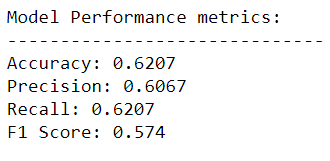 Model Performance metrics:
------------------------------
Accuracy: 0.6207
Precision: 0.6067
Recall: 0.6207
F1 Score: 0.574